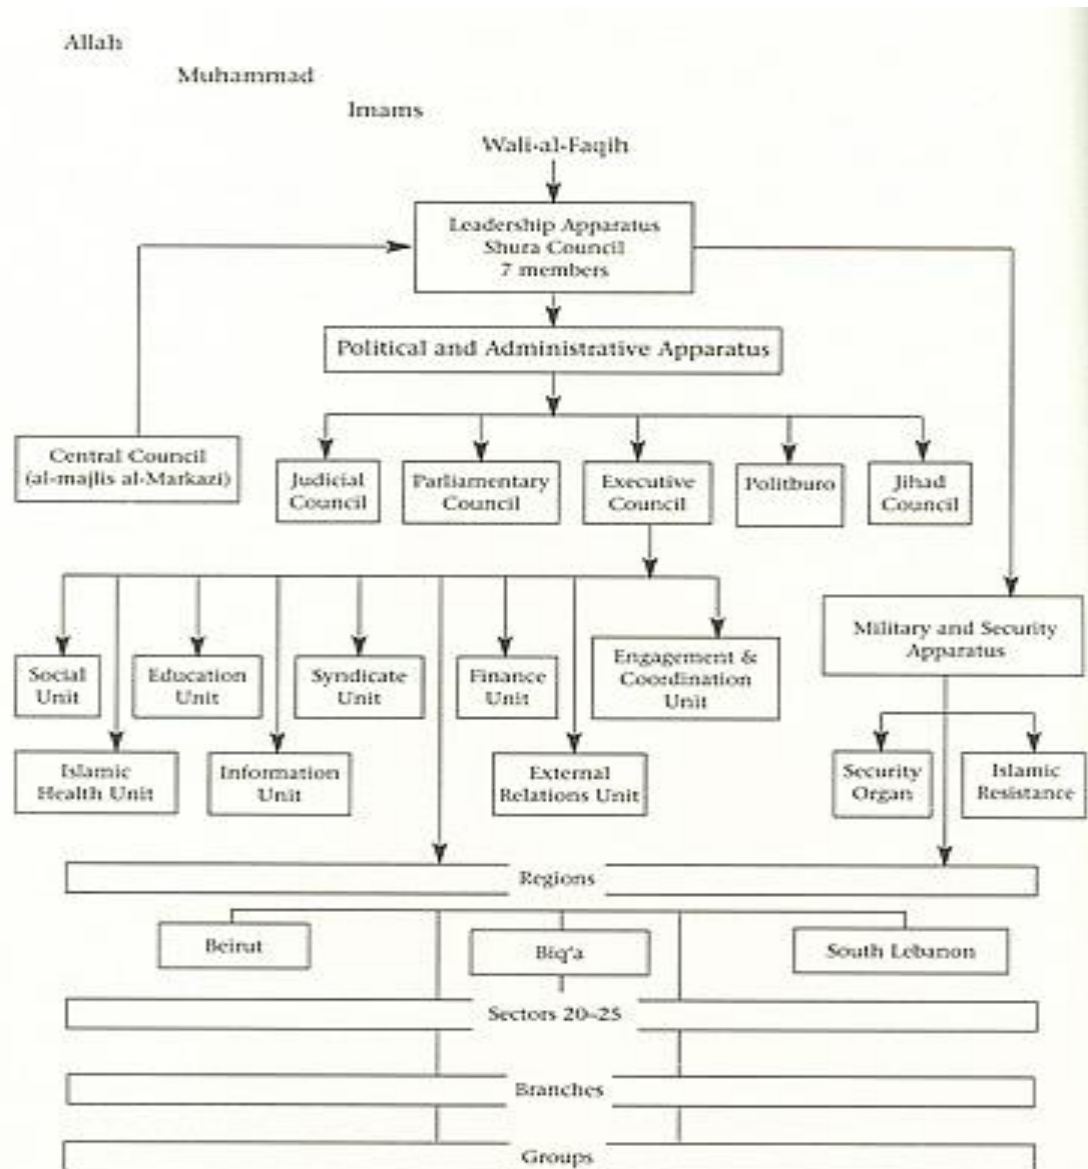 Allah
Muhammad
Imams
Wali-al-Faqih
Leadership Apparatus
Shura Council
7 members
Political and Administrative Apparatus
Central Council
(al-majlis al-Markazi)
Judicial
Council
Parliamentary
Council
Executive
Council
Politburo
Jihad
Council
Military and Security
Apparatus
Social
Unit
Education
Unit
Syndicate
Unit
Finance
Unit
Engagement &
Coordination
Unit
Islamic
Health Unit
Information
Unit
External
Relations Unit
Security
Organ
Islamic
Resistance
Regions
Beirut
Biq'a
South Lebanon
Sectors 20–25
Branches
Groups